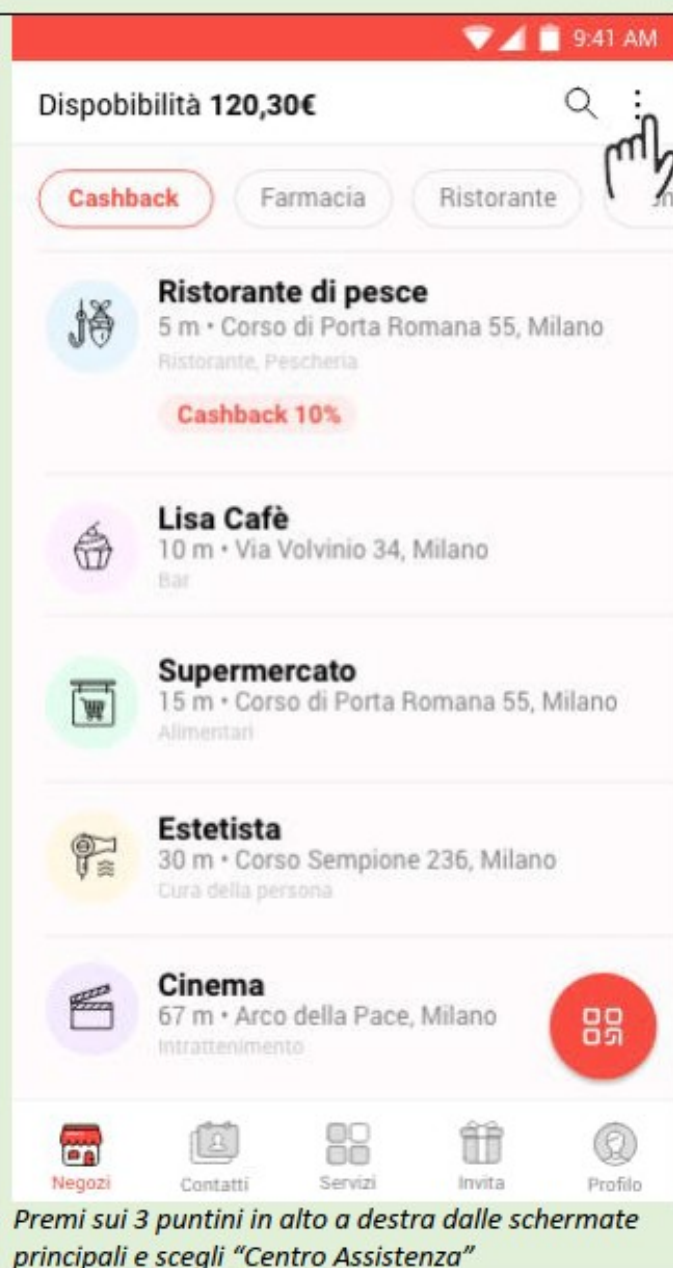 9:41 AM
Dispobibilità 120,30€
Cashback
Farmacia
Ristorante
Ristorante di pesce
5 m • Corso di Porta Romana 55, Milano
Ristorante, Pescheria
Cashback 10%
Lisa Cafè
10 m • Via Volvinio 34, Milano
Bar
Supermercato
15 m • Corso di Porta Romana 55, Milano
Alimentari
Estetista
30 m • Corso Sempione 236, Milano
Cura della persona
Cinema
67 m • Arco della Pace, Milano
Intrattenimento
Negozi
Contatti
Servizi
Invita
Profilo
Premi sui 3 puntini in alto a destra dalle schermate
principali e scegli “Centro Assistenza”